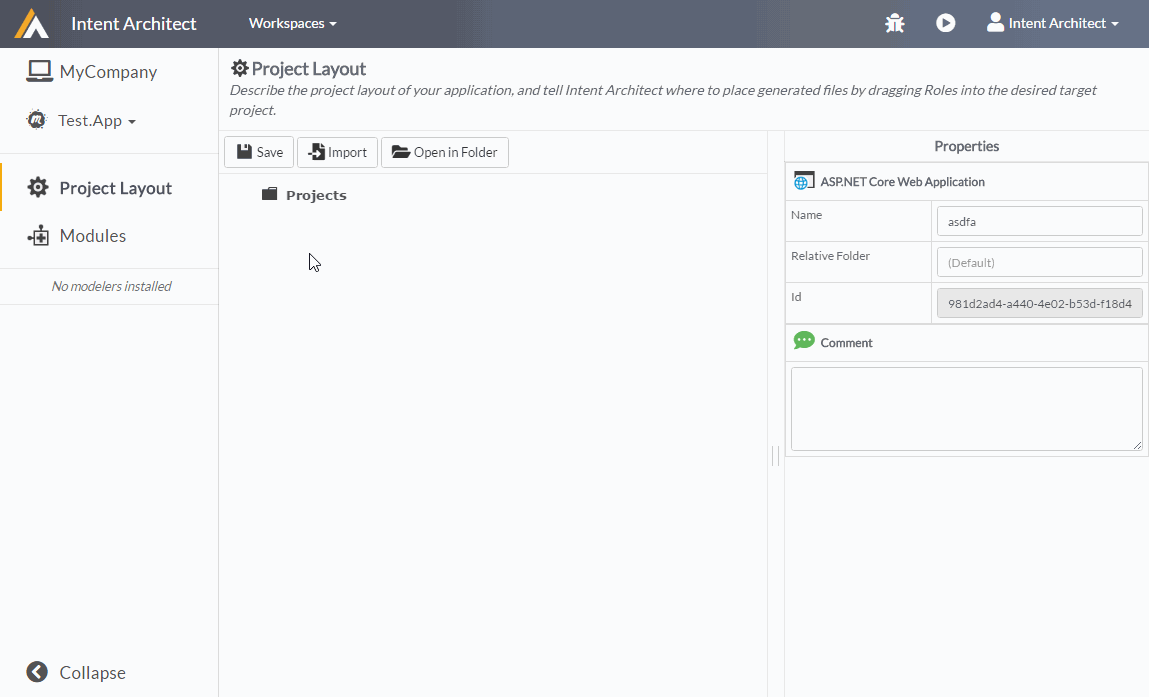 Intent Architect
Workspaces
Intent Architect
MyCompany
Test.App
Project Layout
Modules
No modelers installed
Collapse
Project Layout
Describe the project layout of your application, and tell Intent Architect where to place generated files by dragging Roles into the desired target
project.
Save
Import
Open in Folder
Projects
Properties
ASP.NET Core Web Application
Name
asdfa
Relative Folder
(Default)
Id
981d2ad4-a440-4e02-b53d-f18d4
Comment